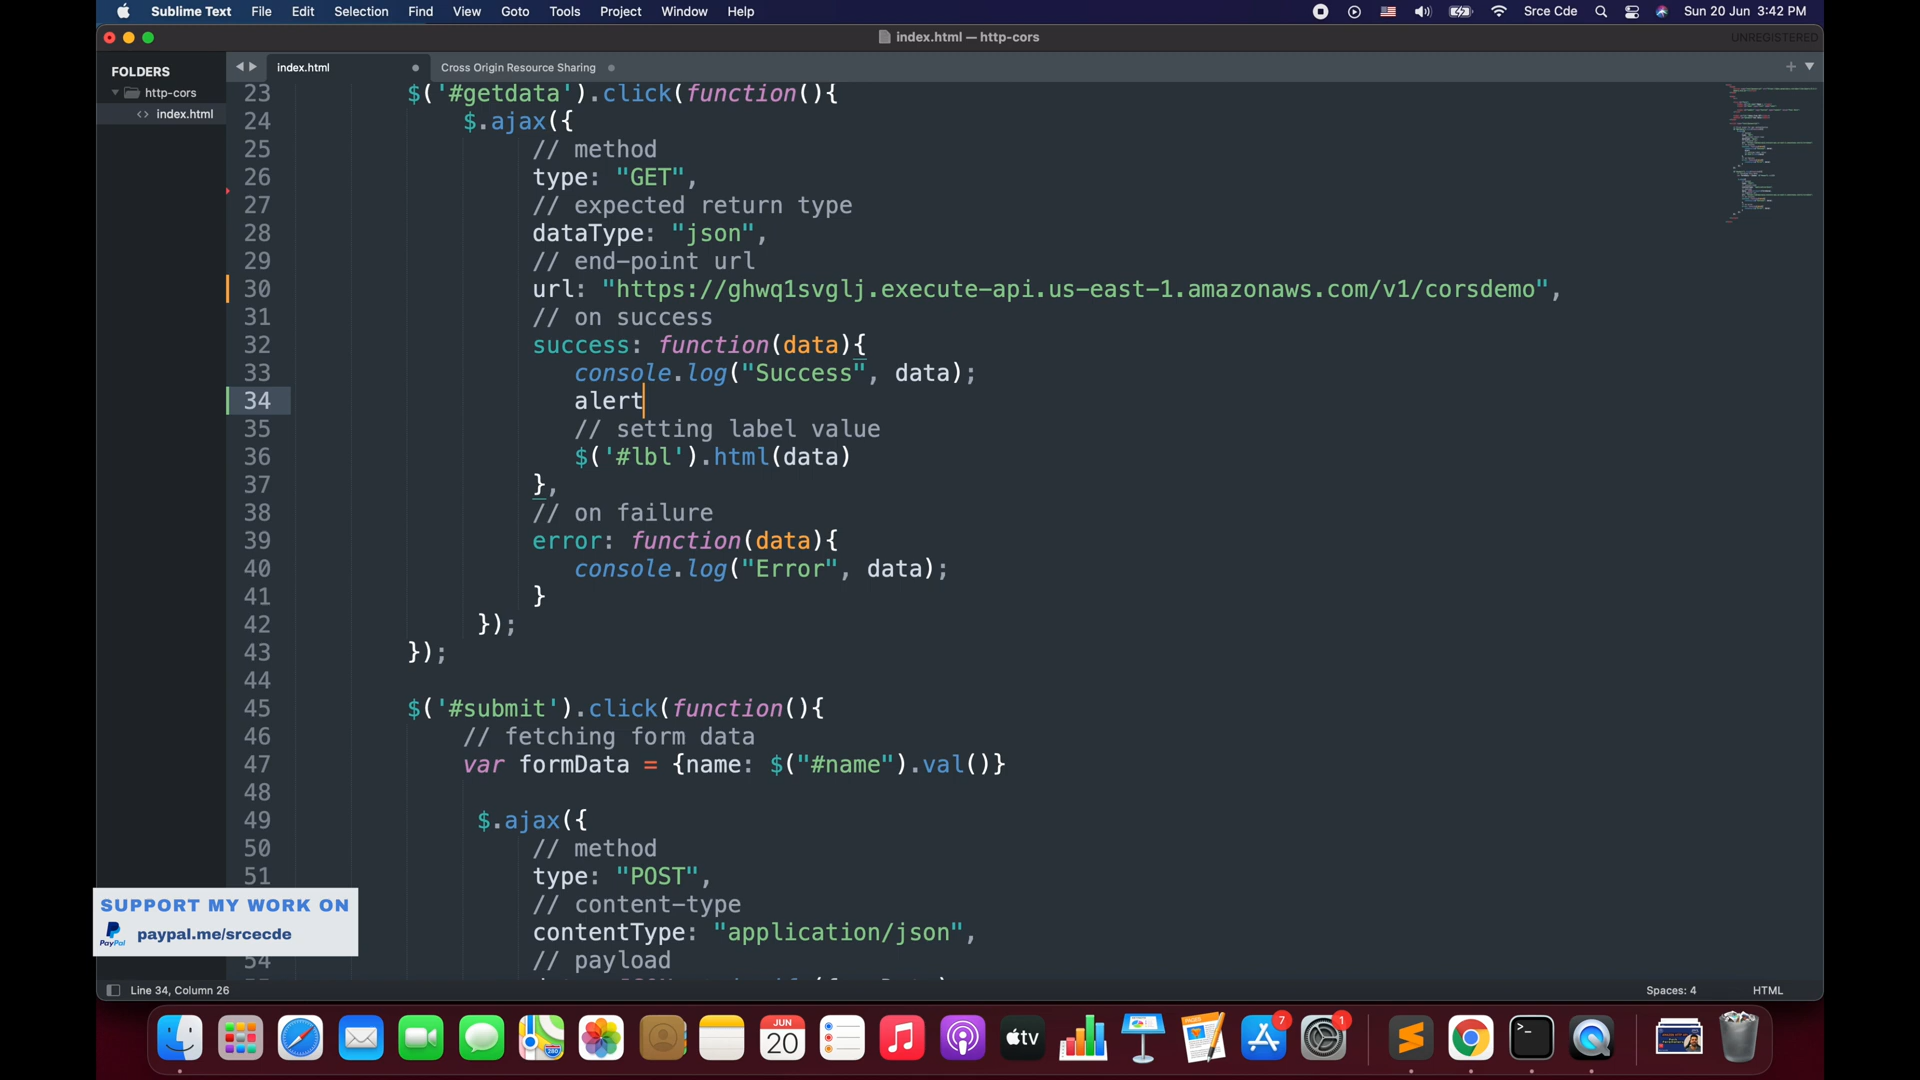 Sublime Text File Edit Selection Find View Goto Tools Project Window Help Srce Cde Sun 20 Jun 3:42 PM
index.html — http-cors UNREGISTERED
FOLDERS
http-cors
<> index.html
index.html Cross Origin Resource Sharing
23 $('#getdata').click(function(){
24 $.ajax({
25 // method
26 type: "GET",
27 // expected return type
28 dataType: "json",
29 // end-point url
30 url: "https://ghwq1svglj.execute-api.us-east-1.amazonaws.com/v1/corsdemo",
31 // on success
32 success: function(data){
33 console.log("Success", data);
34 alert
35 // setting label value
36 $('#lbl').html(data)
37 },
38 // on failure
39 error: function(data){
40 console.log("Error", data);
41 }
42 });
43 });
44
45 $('#submit').click(function(){
46 // fetching form data
47 var formData = {name: $("#name").val()}
48
49 $.ajax({
50 // method
51 type: "POST",
// content-type
contentType: "application/json",
54 // payload
SUPPORT MY WORK ON
PayPal paypal.me/srcecde
Line 34, Column 26 Spaces: 4 HTML
JUN
20
tv
7
1
280